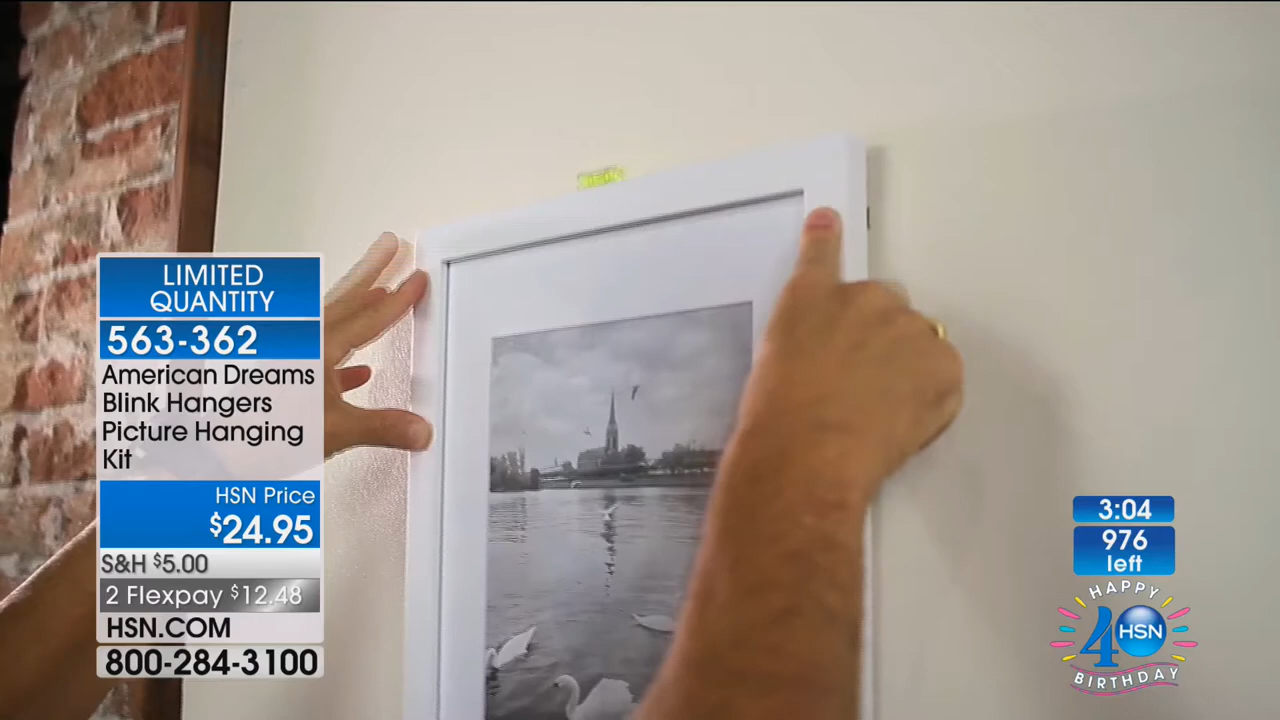 LIMITED
QUANTITY
563-362
American Dreams
Blink Hangers
Picture Hanging
Kit
HSN Price
$24.95
S&H $5.00
2 Flexpay $12.48
HSN.COM
800-284-3100
3:04
976
left
HAPPY
40 HSN
BIRTHDAY